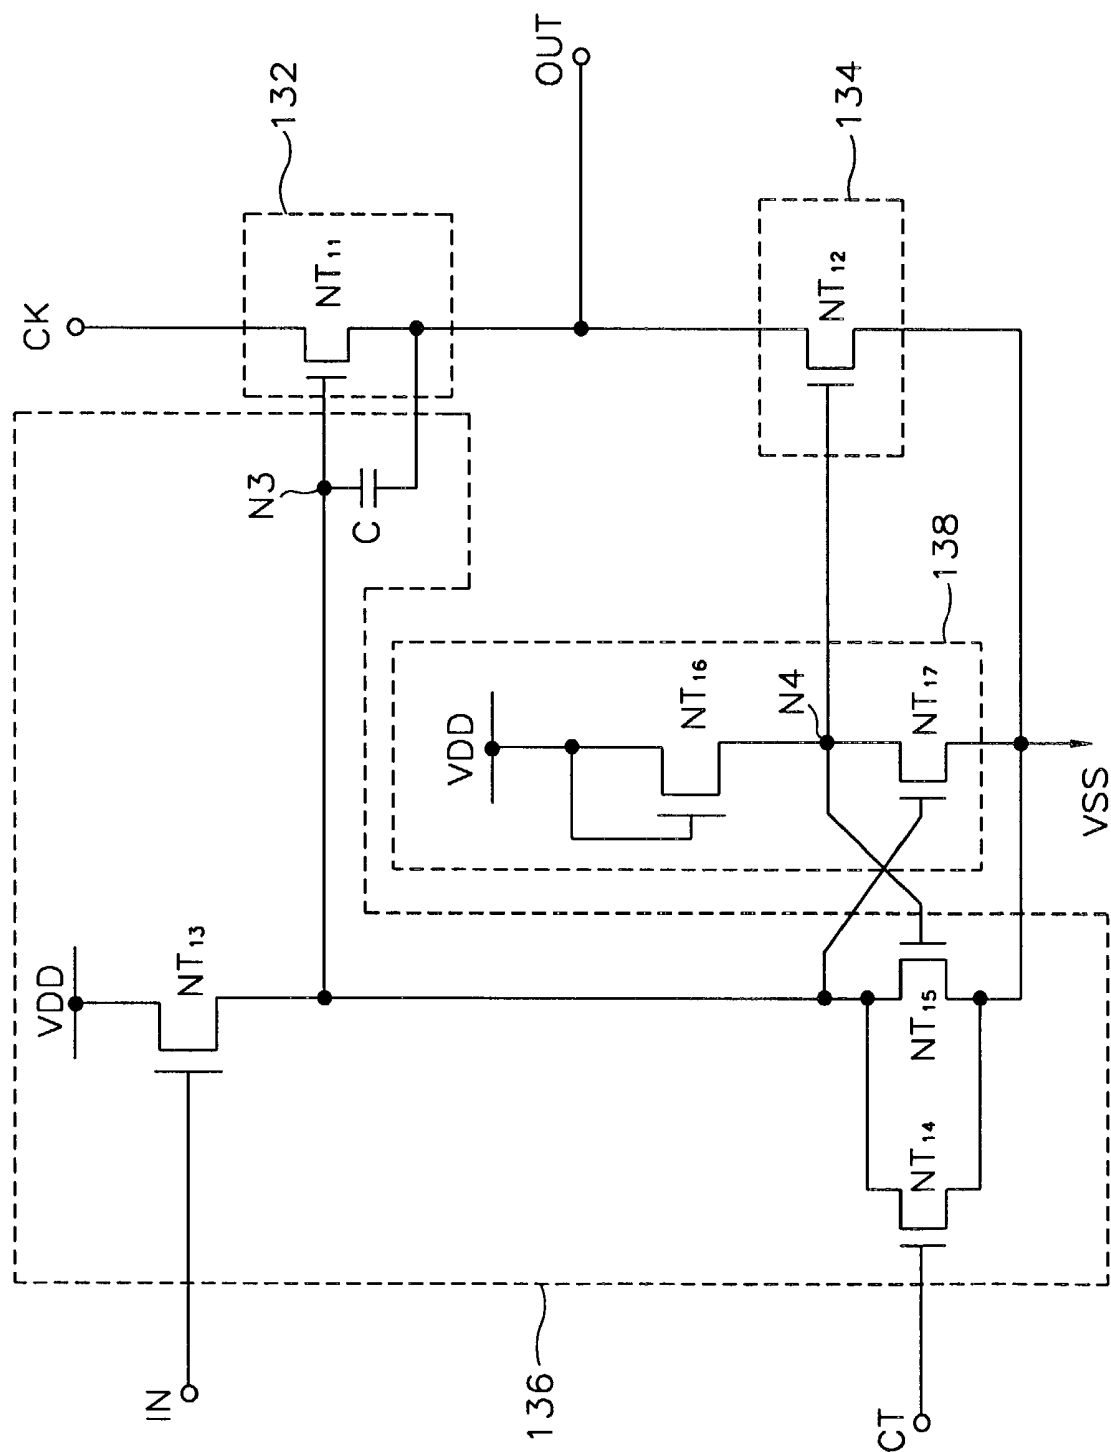 CK
OUT
132
NT11
134
NT12
N3
C
138
VDD
NT16
N4
NT17
VSS
VDD
NT13
NT15
NT14
136
IN
CT